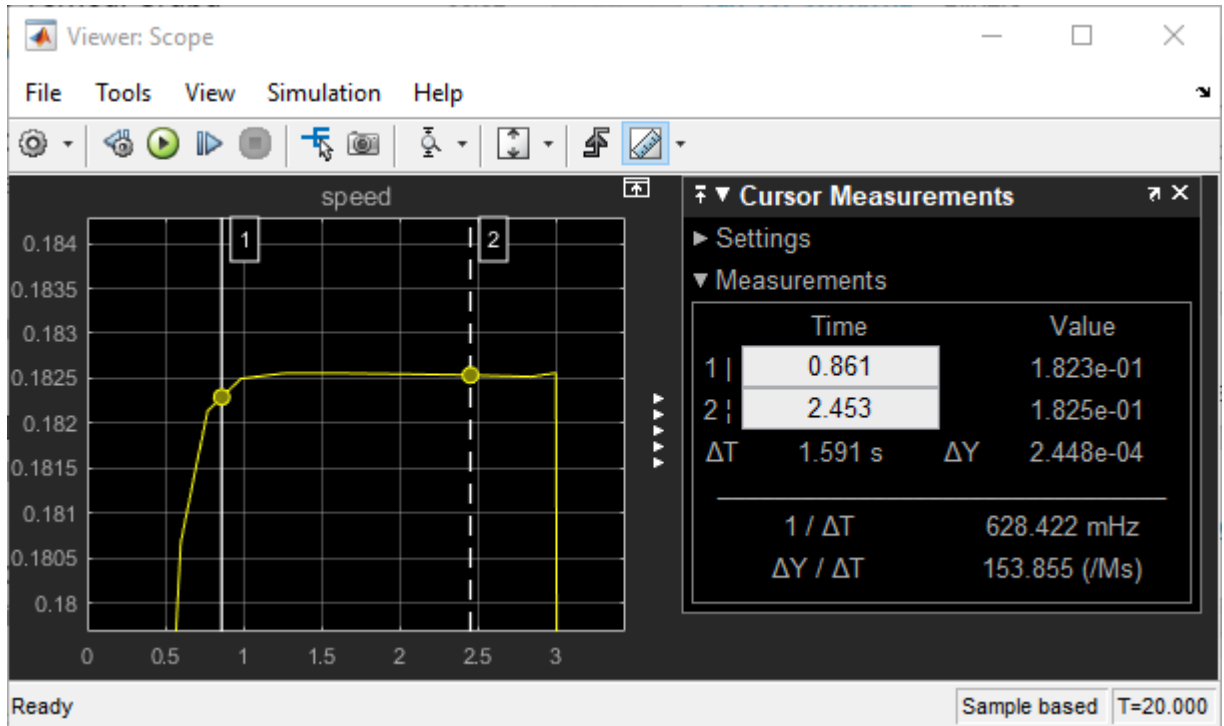 Viewer: Scope
File Tools View Simulation Help
speed
0.184
0.1835
0.183
0.1825
0.182
0.1815
0.181
0.1805
0.18
0 0.5 1 1.5 2 2.5 3
1
2
Cursor Measurements
Settings
Measurements
Time Value
1 | 0.861 1.823e-01
2 ¦ 2.453 1.825e-01
ΔT 1.591 s ΔY 2.448e-04
1 / ΔT 628.422 mHz
ΔY / ΔT 153.855 (/Ms)
Ready Sample based T=20.000